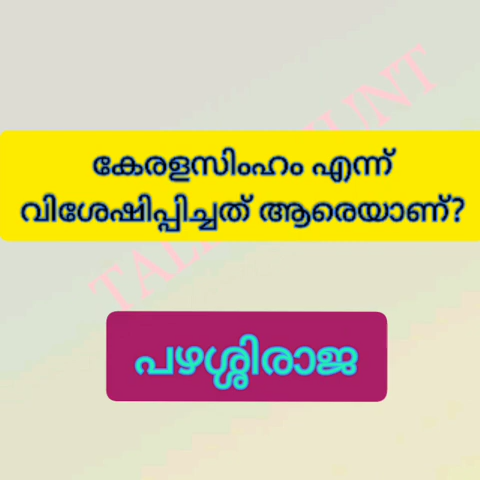 കേരളസിംഹം എന്ന്
വിശേഷിപ്പിച്ചത് ആരെയാണ്?
പഴശ്ശിരാജ